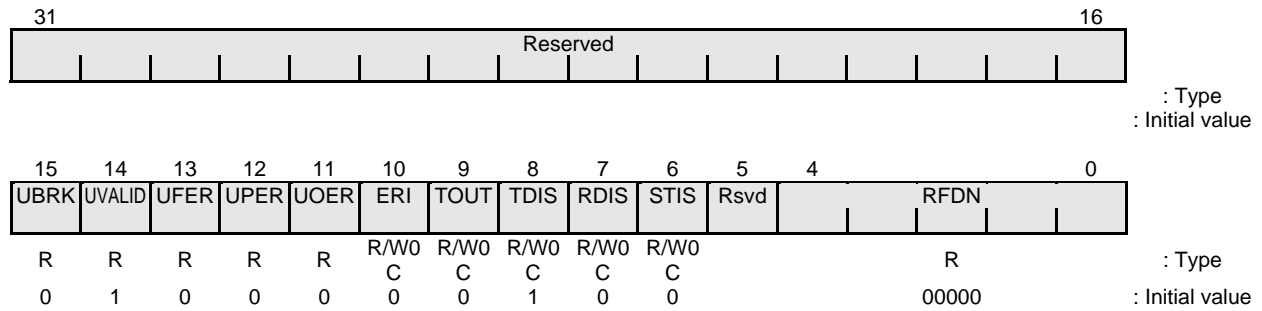 31 16
Reserved
: Type
: Initial value
15 14 13 12 11 10 9 8 7 6 5 4 0
UBRK UVALID UFER UPER UOER ERI TOUT TDIS RDIS STIS Rsvd RFDN
R R R R R R/W0 C R/W0 C R/W0 C R/W0 C R/W0 C R : Type
0 1 0 0 0 0 0 1 0 0 00000 : Initial value